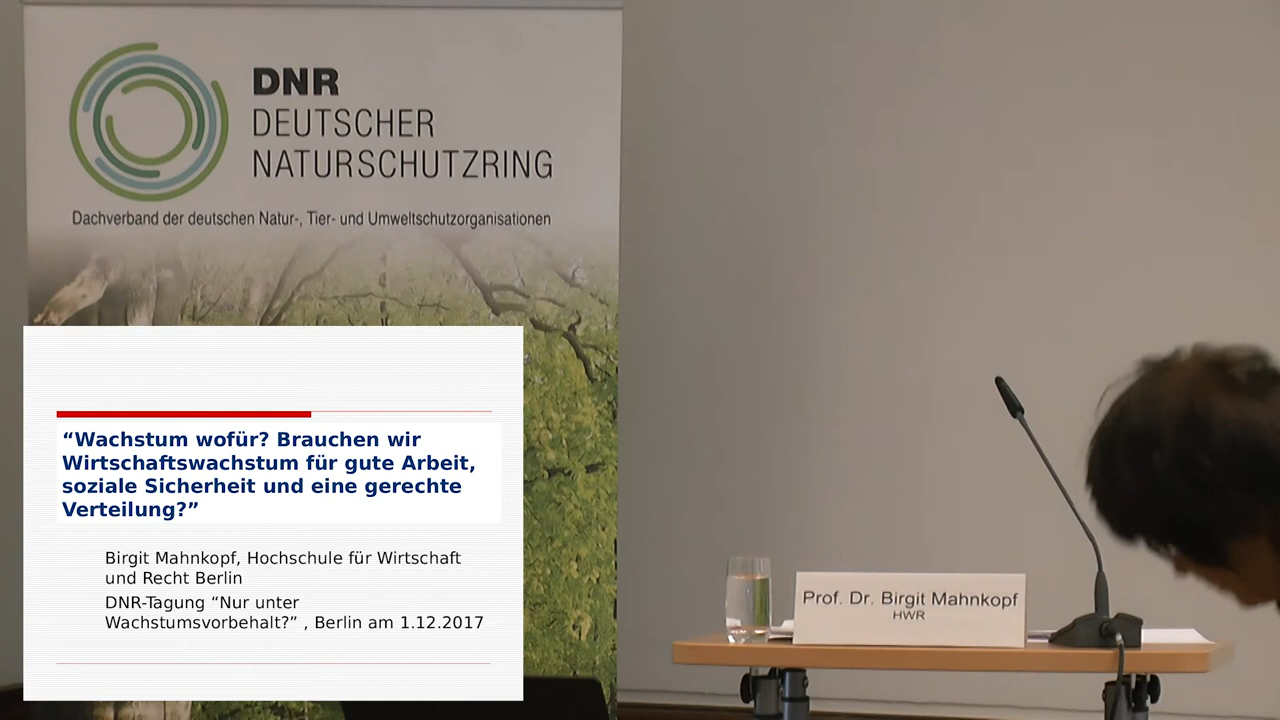 DNR
DEUTSCHER
NATURSCHUTZRING
Dachverband der deutschen Natur-, Tier- und Umweltschutzorganisationen
“Wachstum wofür? Brauchen wir
Wirtschaftswachstum für gute Arbeit,
soziale Sicherheit und eine gerechte
Verteilung?”
Birgit Mahnkopf, Hochschule für Wirtschaft
und Recht Berlin
DNR-Tagung “Nur unter
Wachstumsvorbehalt?” , Berlin am 1.12.2017
Prof. Dr. Birgit Mahnkopf
HWR